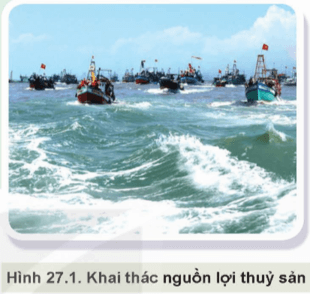 Hình 27.1. Khai thác nguồn lợi thuỷ sản